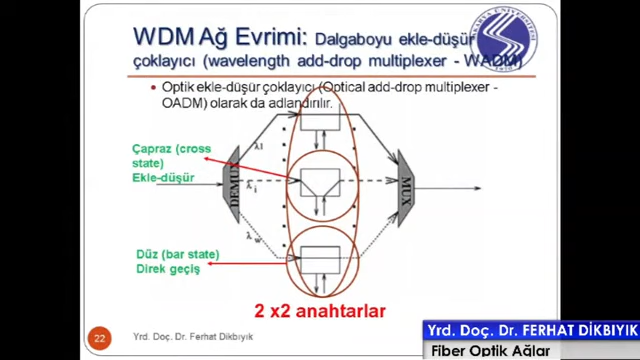 WDM Ağ Evrimi: Dalgaboyu ekle-düşür
çoklayıcı (wavelength add-drop multiplexer - WADM)
• Optik ekle-düşür çoklayıcı (Optical add-drop multiplexer -
OADM) olarak da adlandırılır.
λ1
Çapraz (cross
state)
Ekle-düşür
DEMUX
λi
MUX
λw
Düz (bar state)
Direk geçiş
2 x2 anahtarlar
22
Yrd. Doç. Dr. Ferhat Dikbıyık
Yrd. Doç. Dr. FERHAT DİKBIYIK
Fiber Optik Ağlar